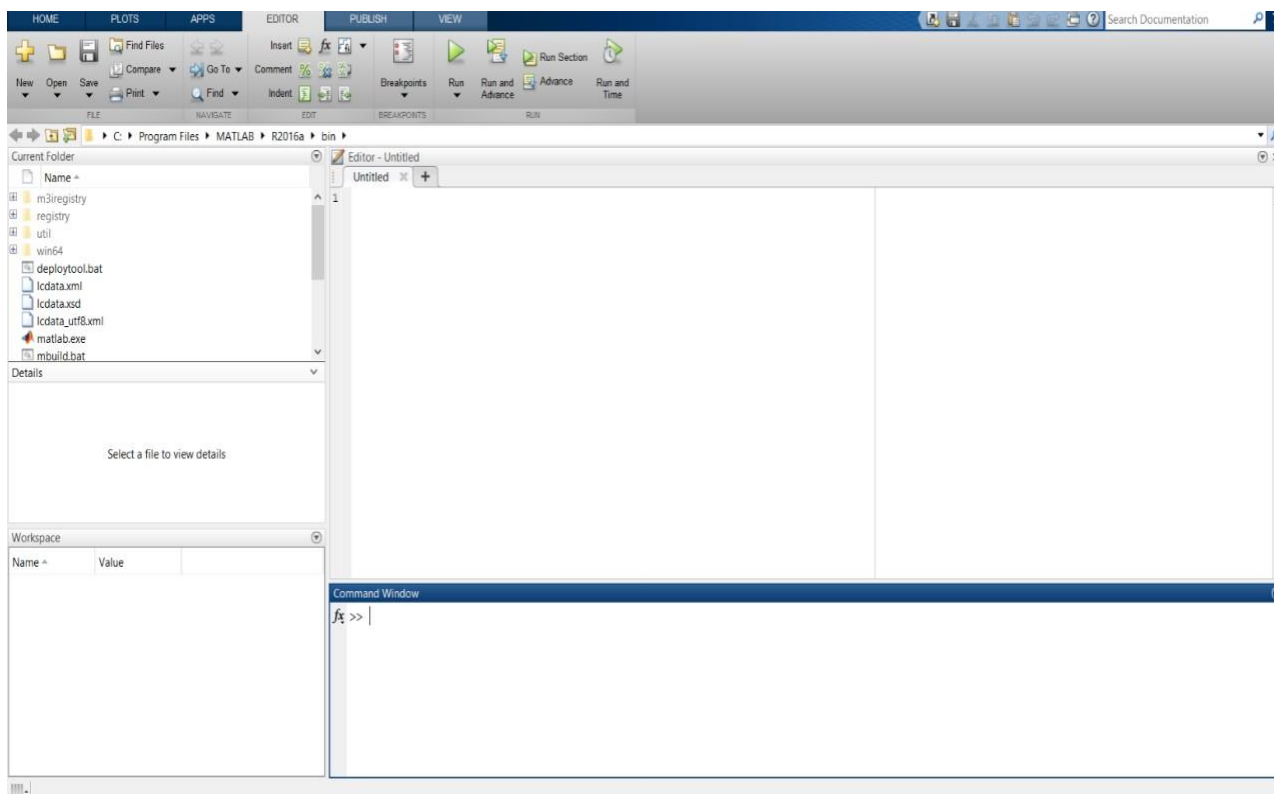 HOME PLOTS APPS EDITOR PUBLISH VIEW Search Documentation
New Open Save Find Files Compare Print Go To Find Insert fx Comment Indent Breakpoints Run Run and Advance Run Section Advance Run and Time
FILE NAVIGATE EDIT BREAKPOINTS RUN
C: Program Files MATLAB R2016a bin
Current Folder
Name
m3iregistry
registry
util
win64
deploytool.bat
lcdata.xml
lcdata.xsd
lcdata_utf8.xml
matlab.exe
mbuild.bat
Details
Select a file to view details
Workspace
Name Value
Editor - Untitled
Untitled
1
Command Window
fx >>